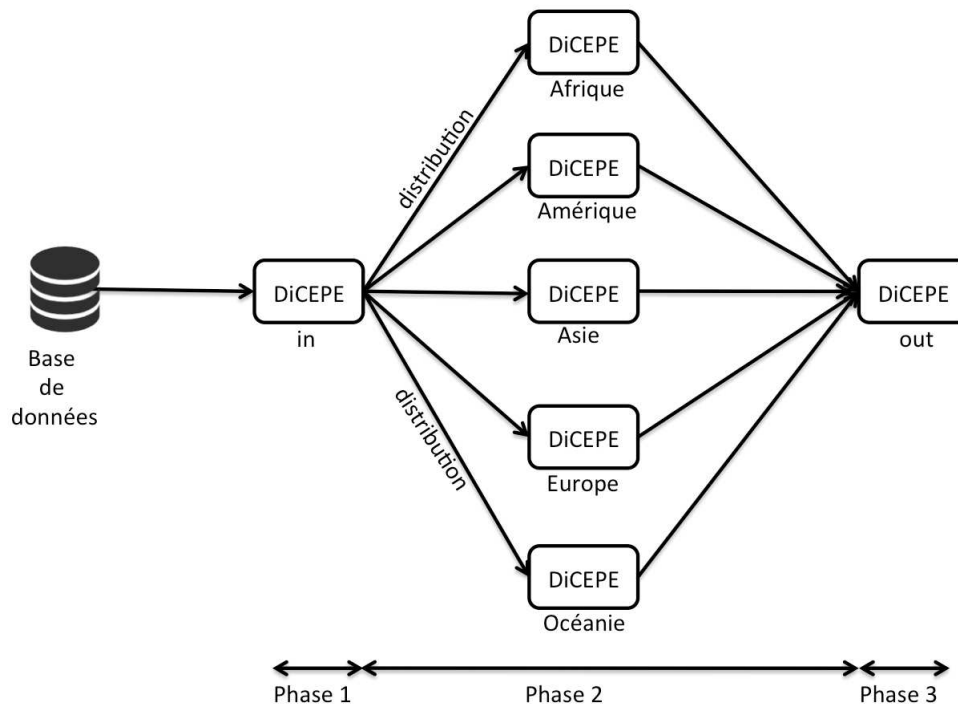 DiCEPE
Afrique
distribution
DiCEPE
Amérique
Base
de
données
DiCEPE
in
DiCEPE
Asie
DiCEPE
out
distribution
DiCEPE
Europe
DiCEPE
Océanie
Phase 1
Phase 2
Phase 3